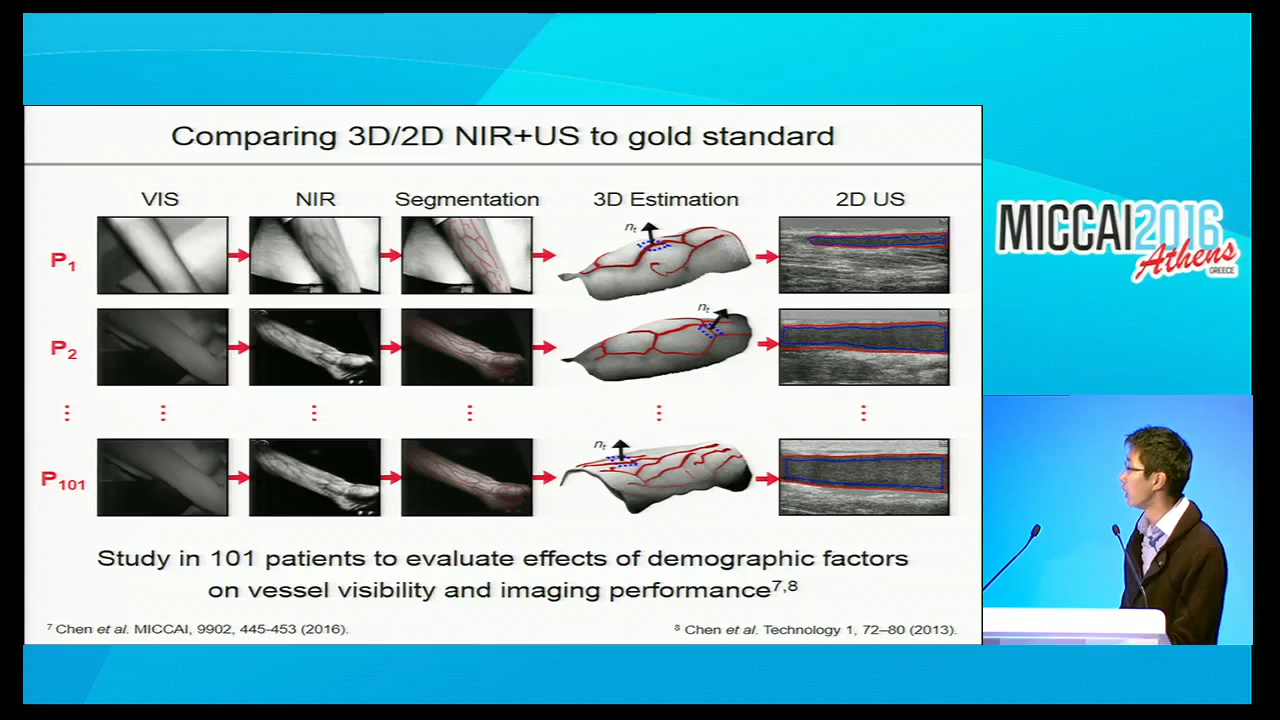 Comparing 3D/2D NIR+US to gold standard
VIS NIR Segmentation 3D Estimation 2D US
P1
nt
P2
nt
P101
nt
Study in 101 patients to evaluate effects of demographic factors
on vessel visibility and imaging performance7,8
7 Chen et al. MICCAI, 9902, 445-453 (2016).
8 Chen et al. Technology 1, 72–80 (2013).
MICCAI2016
Athens
GREECE